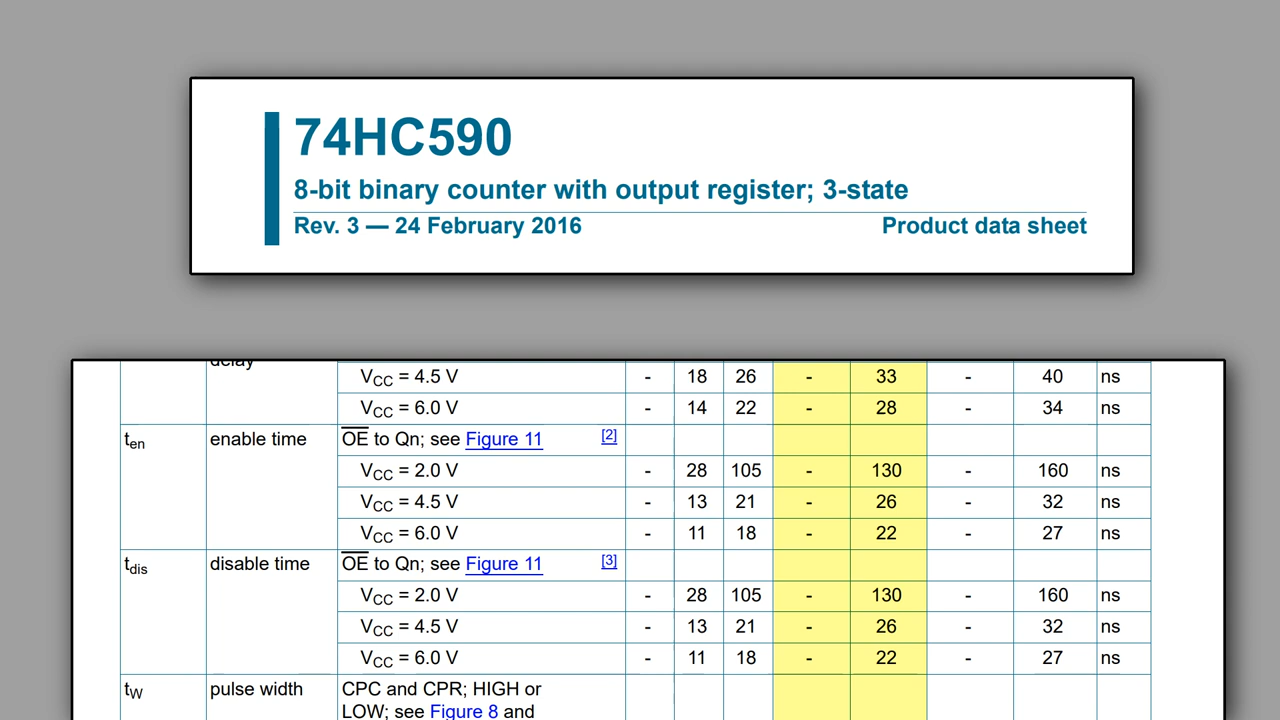 74HC590
8-bit binary counter with output register; 3-state
Rev. 3 — 24 February 2016 Product data sheet
delay
VCC = 4.5 V - 18 26 - 33 - 40 ns
VCC = 6.0 V - 14 22 - 28 - 34 ns
ten enable time OE to Qn; see Figure 11 [2]
VCC = 2.0 V - 28 105 - 130 - 160 ns
VCC = 4.5 V - 13 21 - 26 - 32 ns
VCC = 6.0 V - 11 18 - 22 - 27 ns
tdis disable time OE to Qn; see Figure 11 [3]
VCC = 2.0 V - 28 105 - 130 - 160 ns
VCC = 4.5 V - 13 21 - 26 - 32 ns
VCC = 6.0 V - 11 18 - 22 - 27 ns
tW pulse width CPC and CPR; HIGH or
LOW; see Figure 8 and